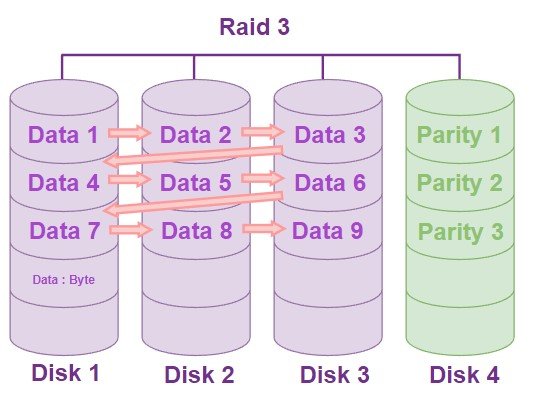 Raid 3
Data 1 Data 2 Data 3 Parity 1
Data 4 Data 5 Data 6 Parity 2
Data 7 Data 8 Data 9 Parity 3
Data : Byte
Disk 1 Disk 2 Disk 3 Disk 4